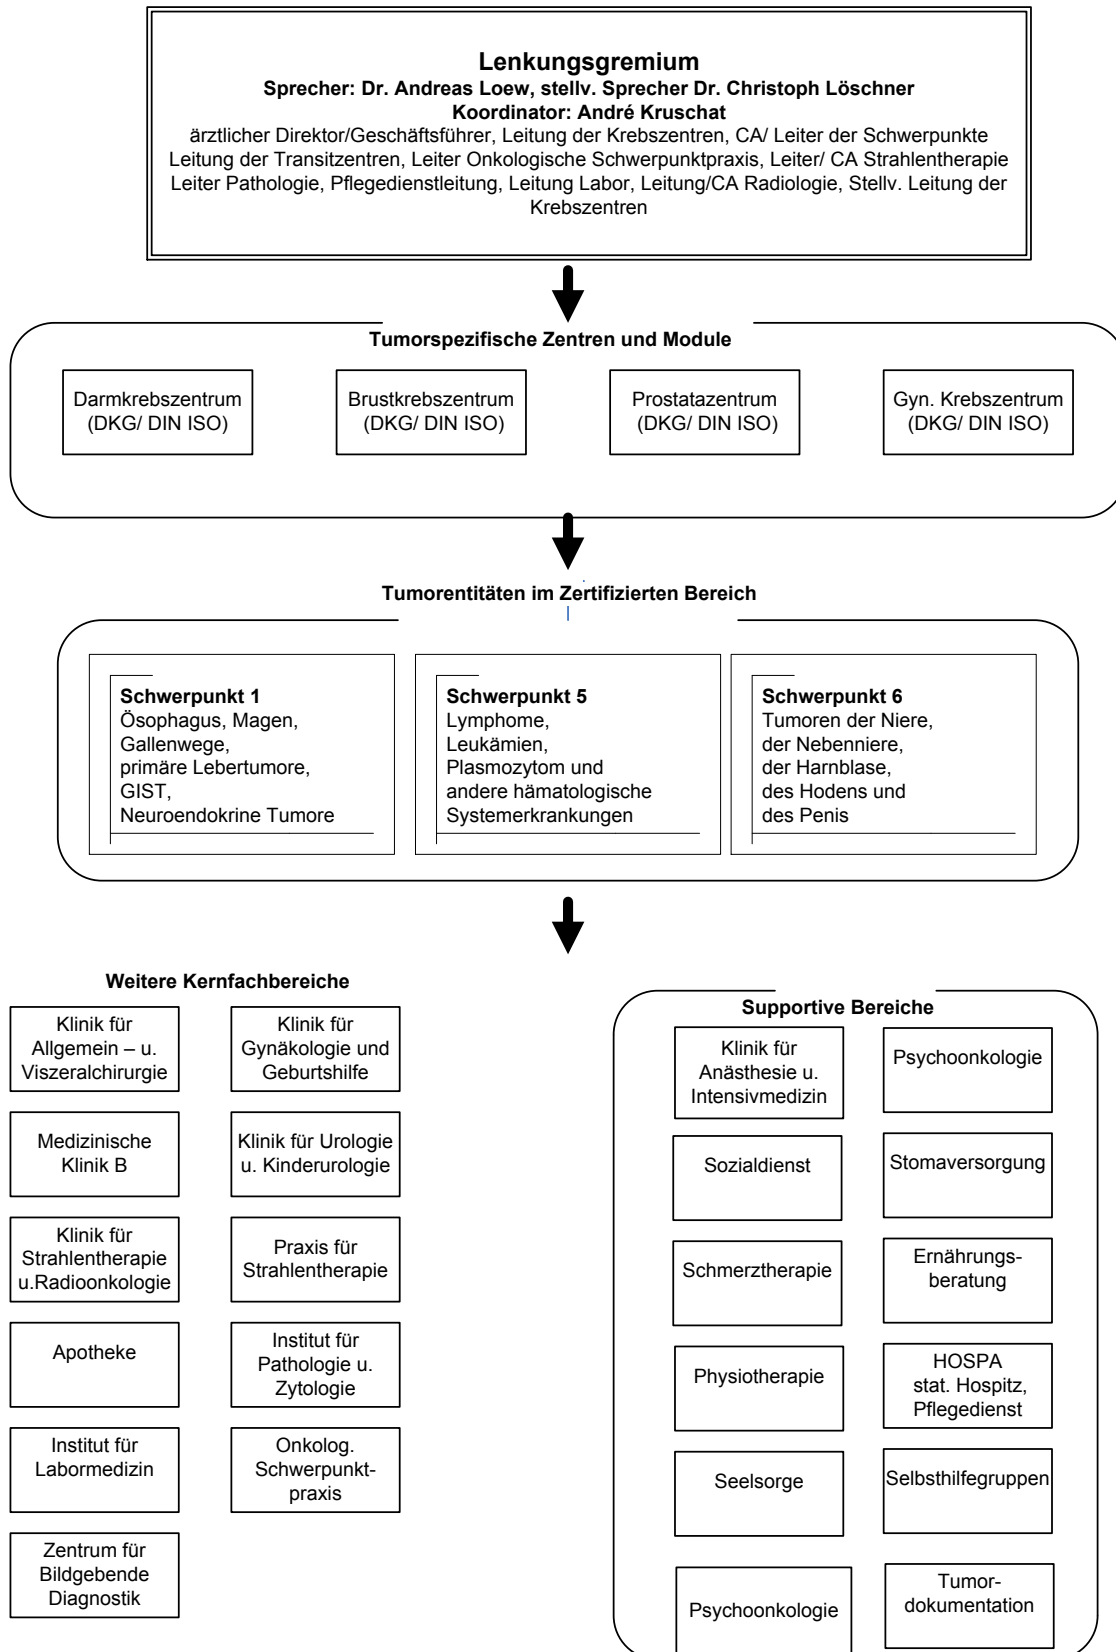 Lenkungsgremium
Sprecher: Dr. Andreas Loew, stellv. Sprecher Dr. Christoph Löschner
Koordinator: André Kruschat
ärztlicher Direktor/Geschäftsführer, Leitung der Krebszentren, CA/ Leiter der Schwerpunkte
Leitung der Transitzentren, Leiter Onkologische Schwerpunktpraxis, Leiter/ CA Strahlentherapie
Leiter Pathologie, Pflegedienstleitung, Leitung Labor, Leitung/CA Radiologie, Stellv. Leitung der
Krebszentren
Tumorspezifische Zentren und Module
Darmkrebszentrum
(DKG/ DIN ISO)
Brustkrebszentrum
(DKG/ DIN ISO)
Prostatazentrum
(DKG/ DIN ISO)
Gyn. Krebszentrum
(DKG/ DIN ISO)
Tumorentitäten im Zertifizierten Bereich
Schwerpunkt 1
Ösophagus, Magen,
Gallenwege,
primäre Lebertumore,
GIST,
Neuroendokrine Tumore
Schwerpunkt 5
Lymphome,
Leukämien,
Plasmozytom und
andere hämatologische
Systemerkrankungen
Schwerpunkt 6
Tumoren der Niere,
der Nebenniere,
der Harnblase,
des Hodens und
des Penis
Weitere Kernfachbereiche
Klinik für
Allgemein – u.
Viszeralchirurgie
Klinik für
Gynäkologie und
Geburtshilfe
Medizinische
Klinik B
Klinik für Urologie
u. Kinderurologie
Klinik für
Strahlentherapie
u.Radioonkologie
Praxis für
Strahlentherapie
Apotheke
Institut für
Pathologie u.
Zytologie
Institut für
Labormedizin
Onkolog.
Schwerpunkt-
praxis
Zentrum für
Bildgebende
Diagnostik
Supportive Bereiche
Klinik für
Anästhesie u.
Intensivmedizin
Psychoonkologie
Sozialdienst
Stomaversorgung
Schmerztherapie
Ernährungs-
beratung
Physiotherapie
HOSPA
stat. Hospitz,
Pflegedienst
Seelsorge
Selbsthilfegruppen
Psychoonkologie
Tumor-
dokumentation